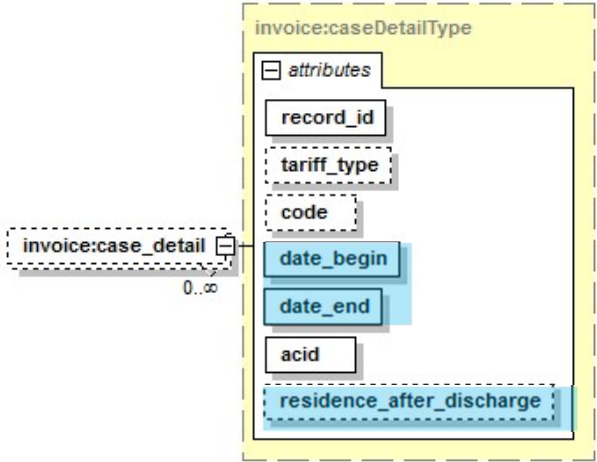 invoice:caseDetailType
attributes
record_id
tariff_type
code
invoice:case_detail
0..∞
date_begin
date_end
acid
residence_after_discharge